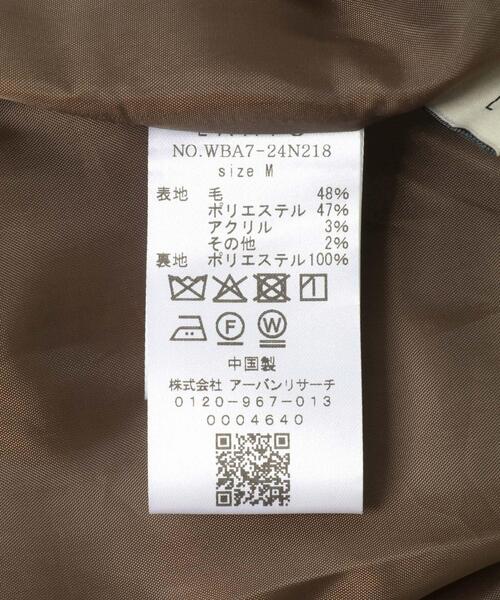 NO.WBA7-24N218
size M
表地 毛 48%
ポリエステル 47%
アクリル 3%
その他 2%
裏地 ポリエステル100%
中国製
株式会社 アーバンリサーチ
0120-967-013
0004640